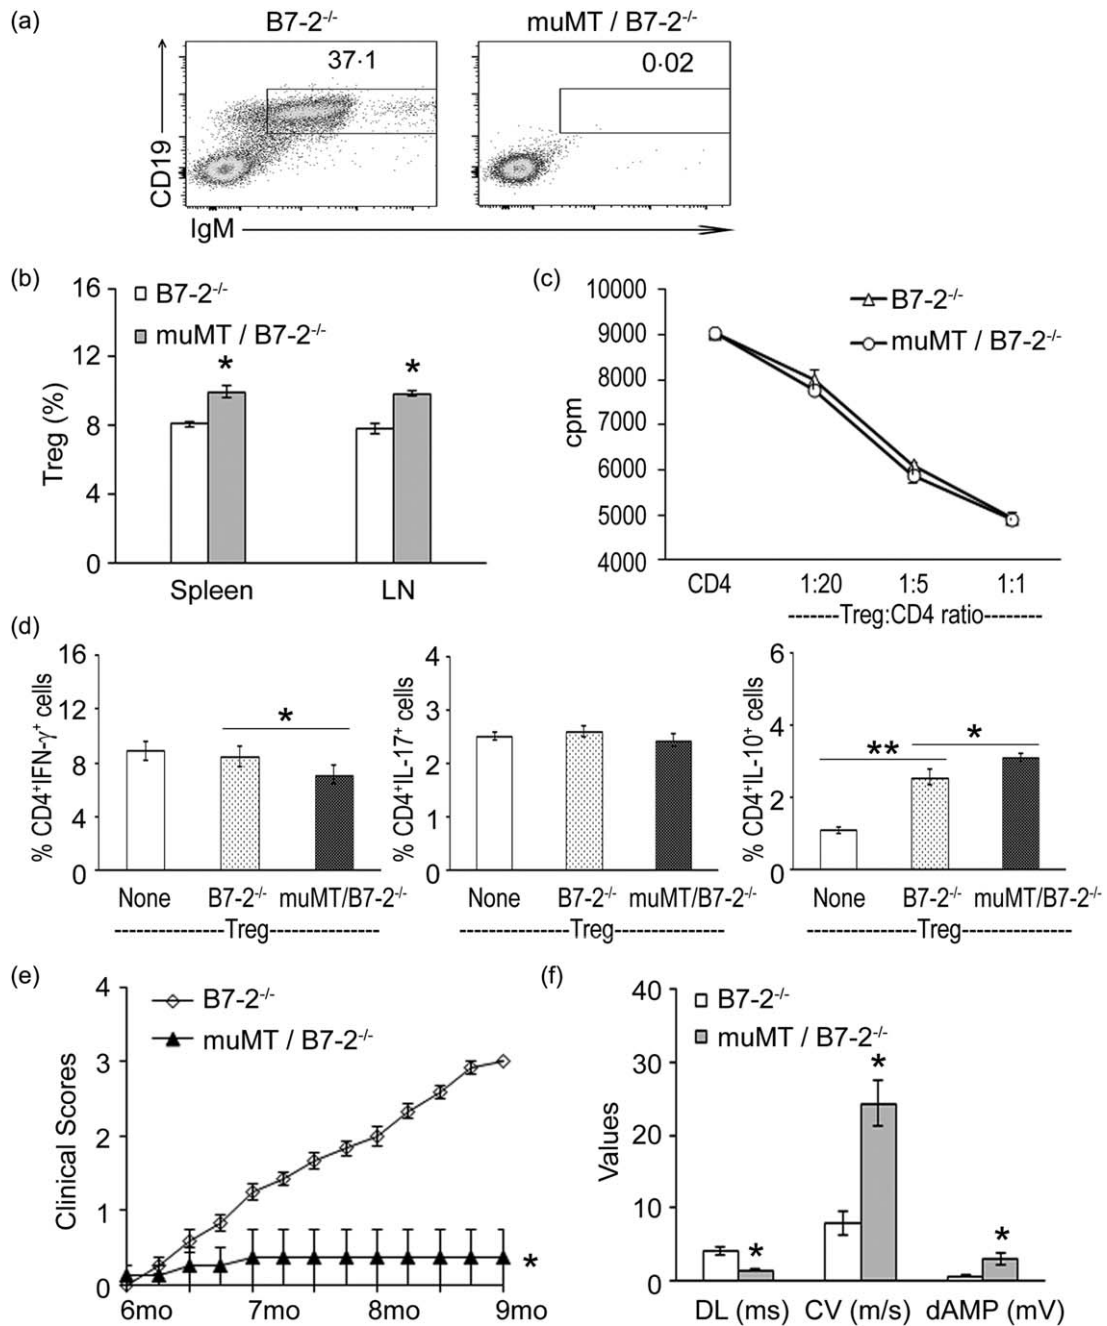 (a)
B7-2-/-
muMT / B7-2-/-
37·1
0·02
CD19
IgM
(b)
16
12
8
4
0
Treg (%)
B7-2-/-
muMT / B7-2-/-
*
*
Spleen
LN
(c)
10000
9000
8000
7000
6000
5000
4000
cpm
B7-2-/-
muMT / B7-2-/-
CD4
1:20
1:5
1:1
-------Treg:CD4 ratio--------
(d)
16
12
8
4
0
% CD4+IFN-γ+ cells
*
None
B7-2-/-
muMT/B7-2-/-
---------------Treg---------------
4
3
2
1
0
% CD4+IL-17+ cells
None
B7-2-/-
muMT/B7-2-/-
---------------Treg---------------
6
4
2
0
% CD4+IL-10+ cells
**
*
None
B7-2-/-
muMT/B7-2-/-
---------------Treg---------------
(e)
4
3
2
1
0
Clinical Scores
B7-2-/-
muMT / B7-2-/-
*
6mo
7mo
8mo
9mo
(f)
40
30
20
10
0
Values
B7-2-/-
muMT / B7-2-/-
*
*
*
DL (ms)
CV (m/s)
dAMP (mV)